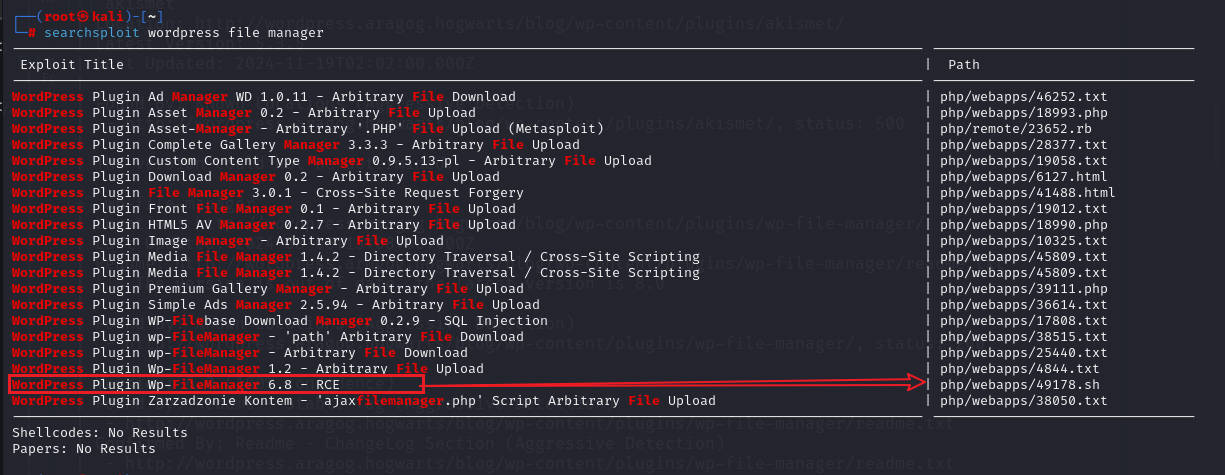 ┌──(root㉿kali)-[~]
└─# searchsploit wordpress file manager
Exploit Title | Path
WordPress Plugin Ad Manager WD 1.0.11 - Arbitrary File Download | php/webapps/46252.txt
WordPress Plugin Asset Manager 0.2 - Arbitrary File Upload | php/webapps/18993.php
WordPress Plugin Asset-Manager - Arbitrary '.PHP' File Upload (Metasploit) | php/remote/23652.rb
WordPress Plugin Complete Gallery Manager 3.3.3 - Arbitrary File Upload | php/webapps/28377.txt
WordPress Plugin Custom Content Type Manager 0.9.5.13-pl - Arbitrary File Upload | php/webapps/19058.txt
WordPress Plugin Download Manager 0.2 - Arbitrary File Upload | php/webapps/6127.html
WordPress Plugin File Manager 3.0.1 - Cross-Site Request Forgery | php/webapps/41488.html
WordPress Plugin Front File Manager 0.1 - Arbitrary File Upload | php/webapps/19012.txt
WordPress Plugin HTML5 AV Manager 0.2.7 - Arbitrary File Upload | php/webapps/18990.php
WordPress Plugin Image Manager - Arbitrary File Upload | php/webapps/10325.txt
WordPress Plugin Media File Manager 1.4.2 - Directory Traversal / Cross-Site Scripting | php/webapps/45809.txt
WordPress Plugin Media File Manager 1.4.2 - Directory Traversal / Cross-Site Scripting | php/webapps/45809.txt
WordPress Plugin Premium Gallery Manager - Arbitrary File Upload | php/webapps/39111.php
WordPress Plugin Simple Ads Manager 2.5.94 - Arbitrary File Upload | php/webapps/36614.txt
WordPress Plugin WP-Filebase Download Manager 0.2.9 - SQL Injection | php/webapps/17808.txt
WordPress Plugin wp-FileManager - 'path' Arbitrary File Download | php/webapps/38515.txt
WordPress Plugin wp-FileManager - Arbitrary File Download | php/webapps/25440.txt
WordPress Plugin Wp-FileManager 1.2 - Arbitrary File Upload | php/webapps/4844.txt
WordPress Plugin Wp-FileManager 6.8 - RCE | php/webapps/49178.sh
WordPress Plugin Zarzadzonie Kontem - 'ajaxfilemanager.php' Script Arbitrary File Upload | php/webapps/38050.txt
Shellcodes: No Results
Papers: No Results